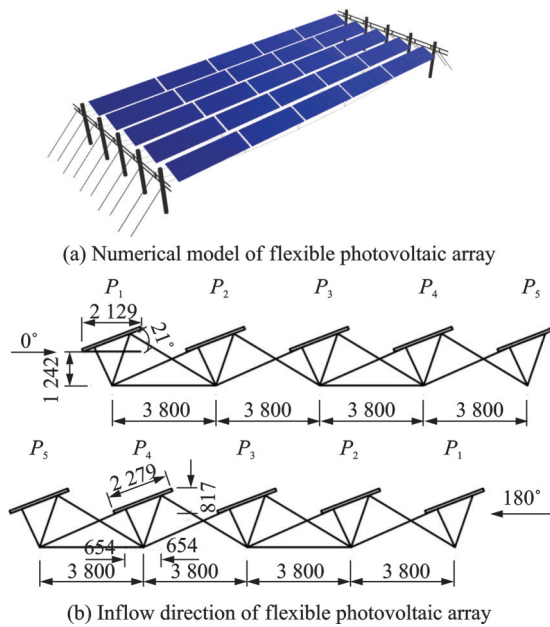 (a) Numerical model of flexible photovoltaic array
P1 P2 P3 P4 P5
2 129
21°
0°
1 242
3 800 3 800 3 800 3 800
P5 P4 P3 P2 P1
2 279
817
180°
654 654
3 800 3 800 3 800 3 800
(b) Inflow direction of flexible photovoltaic array